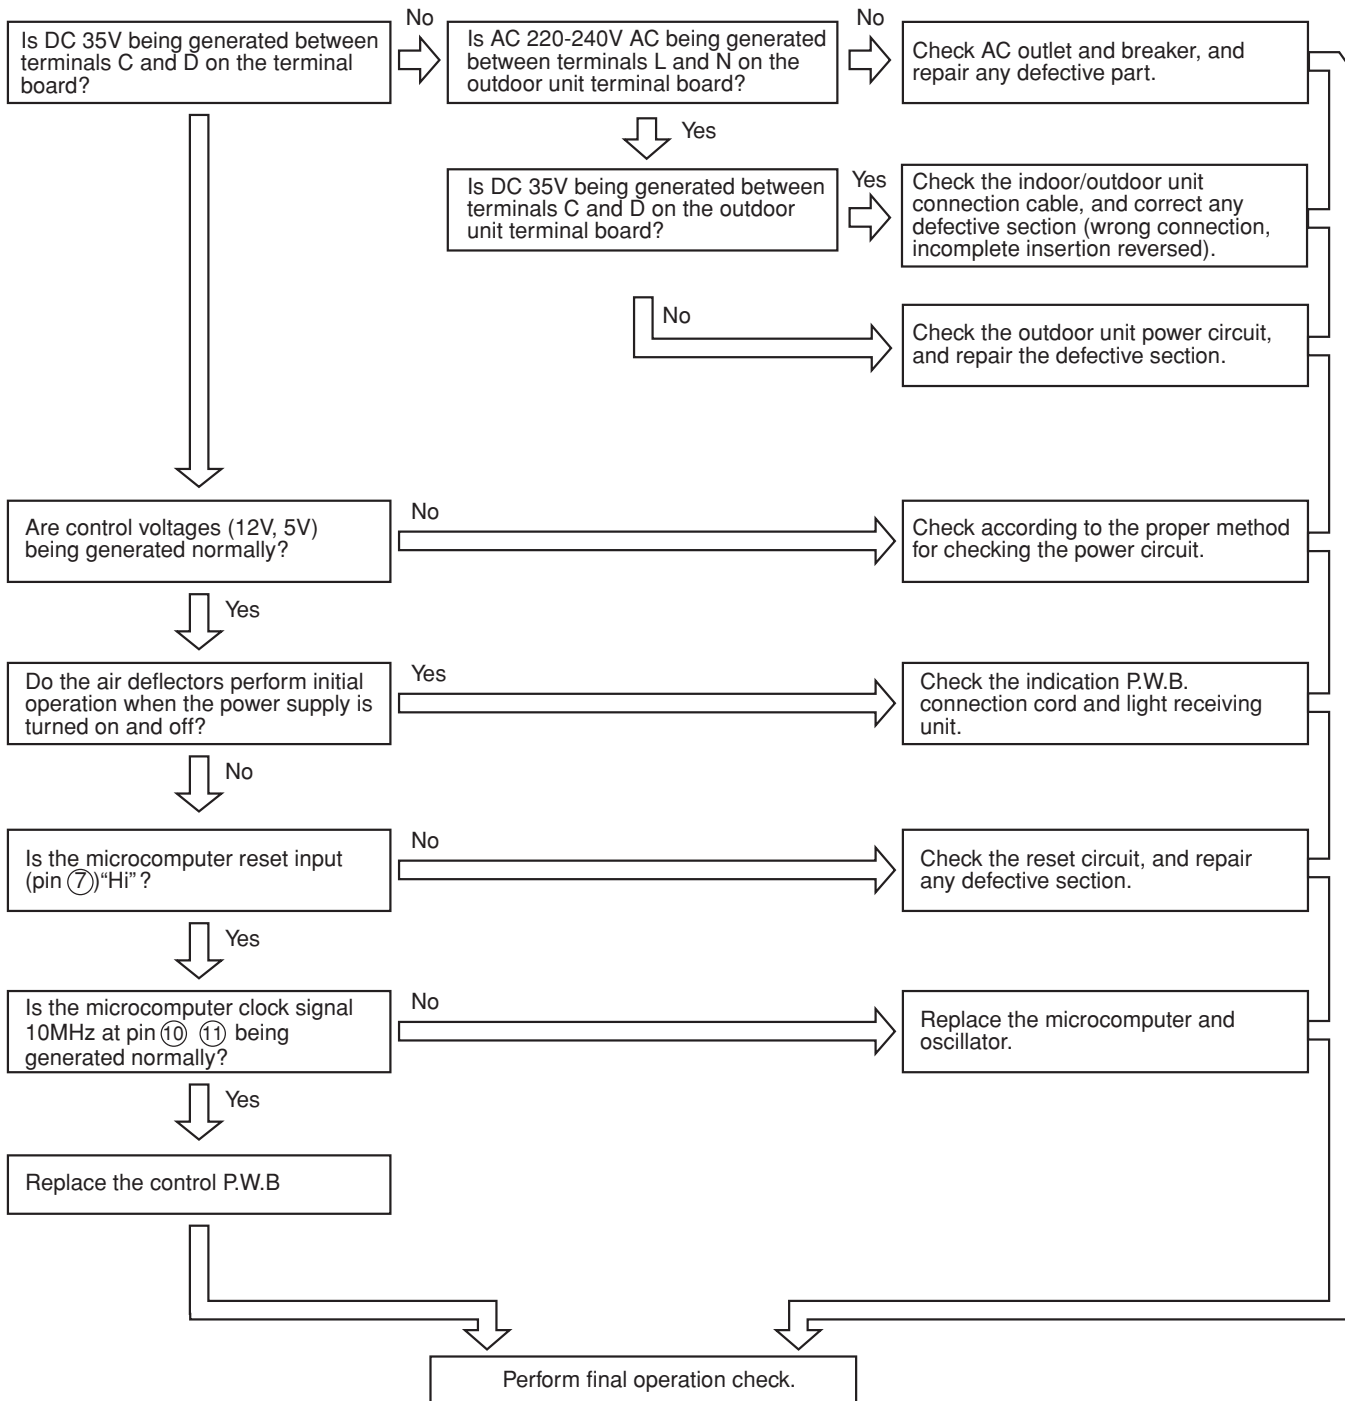 Is DC 35V being generated between
terminals C and D on the terminal
board?
No
Is AC 220-240V AC being generated
between terminals L and N on the
outdoor unit terminal board?
No
Check AC outlet and breaker, and
repair any defective part.
Yes
Is DC 35V being generated between
terminals C and D on the outdoor
unit terminal board?
Yes
Check the indoor/outdoor unit
connection cable, and correct any
defective section (wrong connection,
incomplete insertion reversed).
No
Check the outdoor unit power circuit,
and repair the defective section.
Are control voltages (12V, 5V)
being generated normally?
No
Check according to the proper method
for checking the power circuit.
Yes
Do the air deflectors perform initial
operation when the power supply is
turned on and off?
Yes
Check the indication P.W.B.
connection cord and light receiving
unit.
No
Is the microcomputer reset input
(pin ⑦)“Hi” ?
No
Check the reset circuit, and repair
any defective section.
Yes
Is the microcomputer clock signal
10MHz at pin ⑩ ⑪ being
generated normally?
No
Replace the microcomputer and
oscillator.
Yes
Replace the control P.W.B
Perform final operation check.